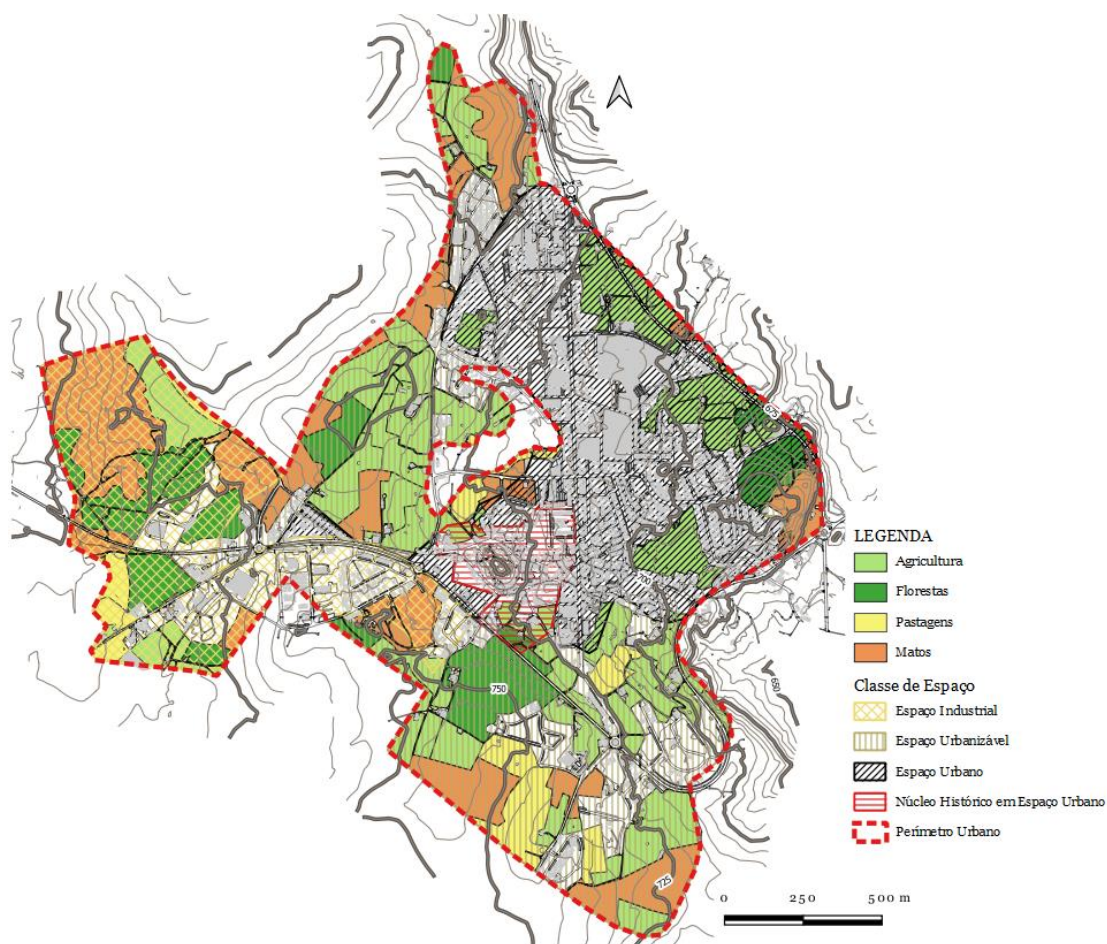 675
700
750
650
725
LEGENDA
Agricultura
Florestas
Pastagens
Matos
Classe de Espaço
Espaço Industrial
Espaço Urbanizável
Espaço Urbano
Núcleo Histórico em Espaço Urbano
Perímetro Urbano
0 250 500 m